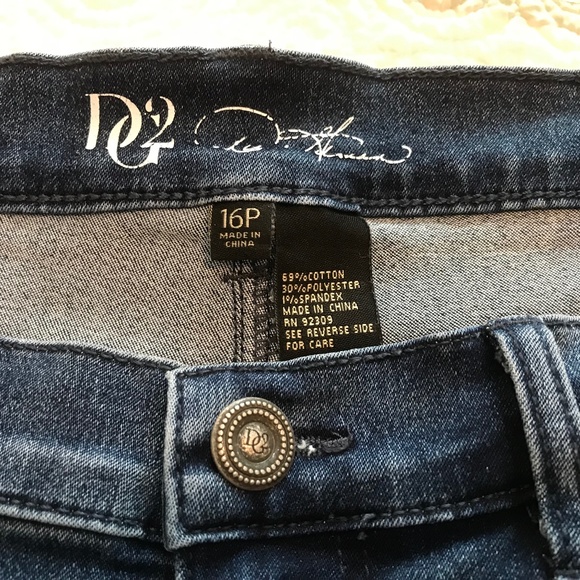 DG2
16P
MADE IN
CHINA
69%COTTON
30%POLYESTER
1%SPANDEX
MADE IN CHINA
RN 92309
SEE REVERSE SIDE
FOR CARE
DG2